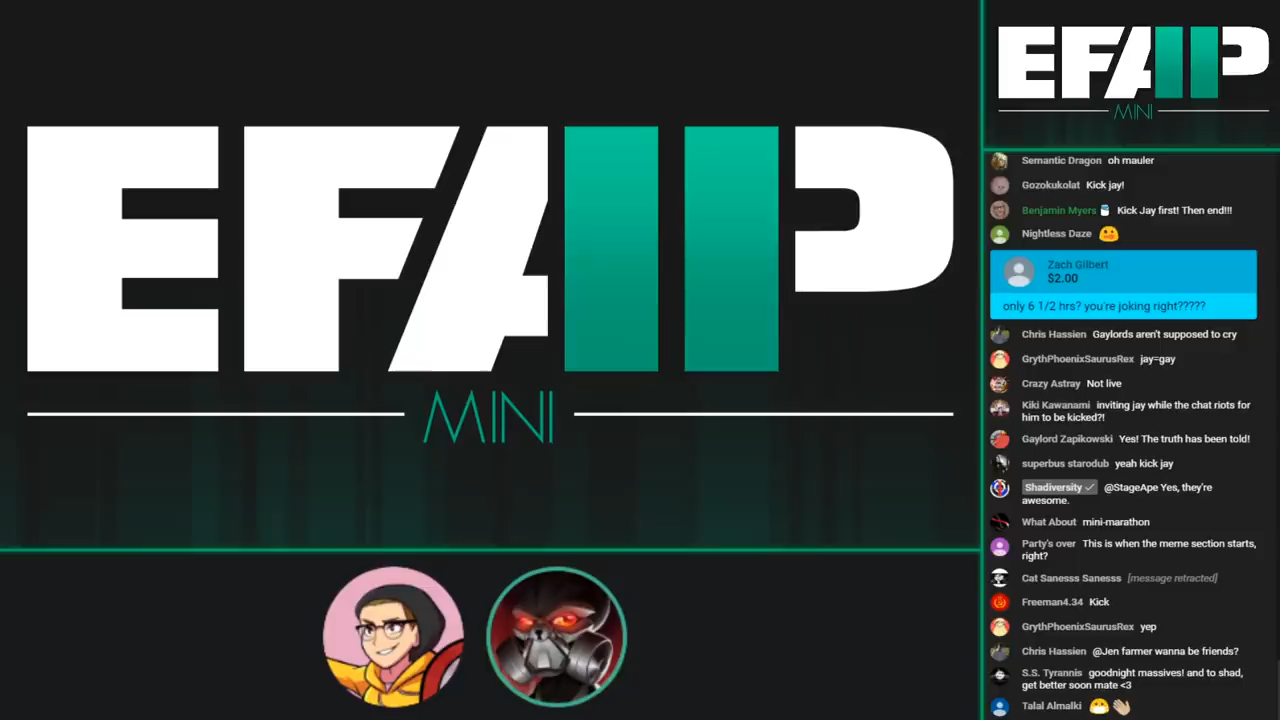 EFAP
MINI
EFAP
MINI
Semantic Dragon oh mauler
Gozokukolat Kick jay!
Benjamin Myers Kick Jay first! Then end!!!
Nightless Daze
Zach Gilbert
$2.00
only 6 1/2 hrs? you're joking right?????
Chris Hassien Gaylords aren't supposed to cry
GrythPhoenixSaurusRex jay=gay
Crazy Astray Not live
Kiki Kawanami inviting jay while the chat riots for
him to be kicked?!
Gaylord Zapikowski Yes! The truth has been told!
superbus starodub yeah kick jay
Shadiversity @StageApe Yes, they're
awesome.
What About mini-marathon
Party's over This is when the meme section starts,
right?
Cat Sanesss Sanesss [message retracted]
Freeman4.34 Kick
GrythPhoenixSaurusRex yep
Chris Hassien @Jen farmer wanna be friends?
S.S. Tyrannis goodnight massives! and to shad,
get better soon mate <3
Talal Almalki